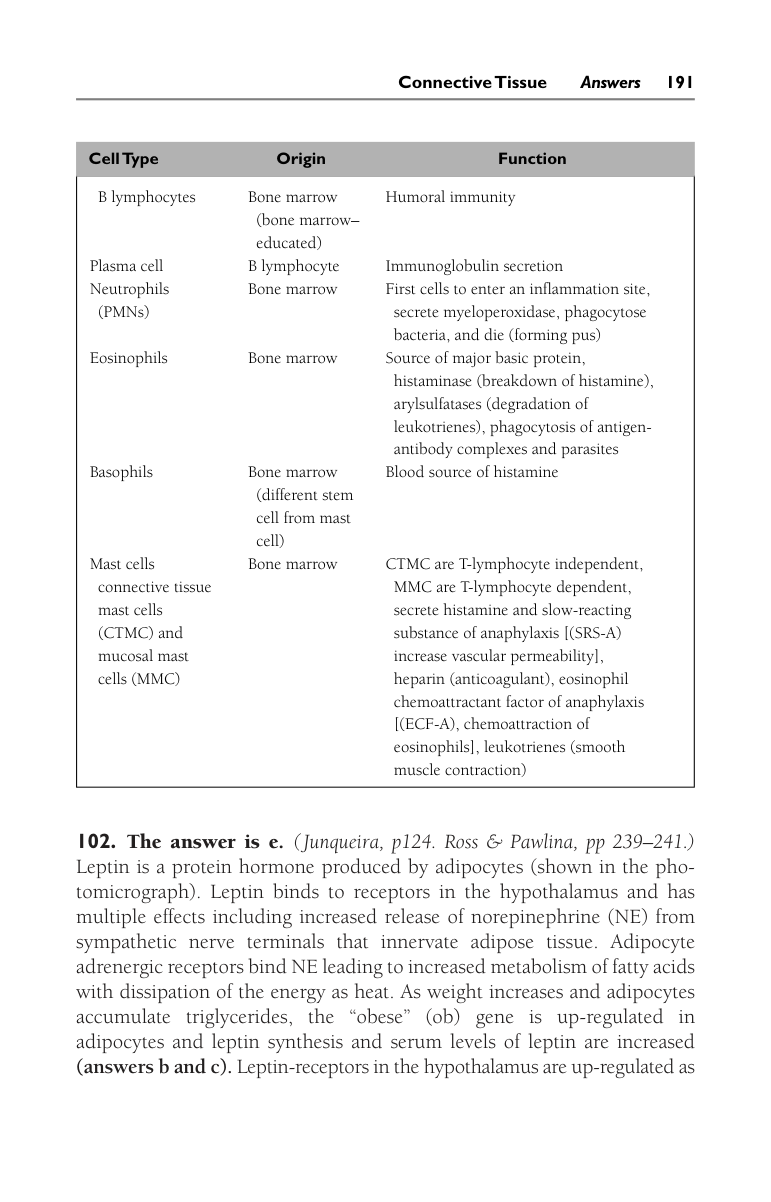 Connective Tissue Answers 191
Cell Type Origin Function
B lymphocytes Bone marrow Humoral immunity
(bone marrow–
educated)
Plasma cell B lymphocyte Immunoglobulin secretion
Neutrophils Bone marrow First cells to enter an inflammation site,
(PMNs) secrete myeloperoxidase, phagocytose
bacteria, and die (forming pus)
Eosinophils Bone marrow Source of major basic protein,
histaminase (breakdown of histamine),
arylsulfatases (degradation of
leukotrienes), phagocytosis of antigen-
antibody complexes and parasites
Basophils Bone marrow Blood source of histamine
(different stem
cell from mast
cell)
Mast cells Bone marrow CTMC are T-lymphocyte independent,
connective tissue MMC are T-lymphocyte dependent,
mast cells secrete histamine and slow-reacting
(CTMC) and substance of anaphylaxis [(SRS-A)
mucosal mast increase vascular permeability],
cells (MMC) heparin (anticoagulant), eosinophil
chemoattractant factor of anaphylaxis
[(ECF-A), chemoattraction of
eosinophils], leukotrienes (smooth
muscle contraction)
102. The answer is e. (Junqueira, p124. Ross & Pawlina, pp 239–241.)
Leptin is a protein hormone produced by adipocytes (shown in the pho-
tomicrograph). Leptin binds to receptors in the hypothalamus and has
multiple effects including increased release of norepinephrine (NE) from
sympathetic nerve terminals that innervate adipose tissue. Adipocyte
adrenergic receptors bind NE leading to increased metabolism of fatty acids
with dissipation of the energy as heat. As weight increases and adipocytes
accumulate triglycerides, the “obese” (ob) gene is up-regulated in
adipocytes and leptin synthesis and serum levels of leptin are increased
(answers b and c). Leptin-receptors in the hypothalamus are up-regulated as